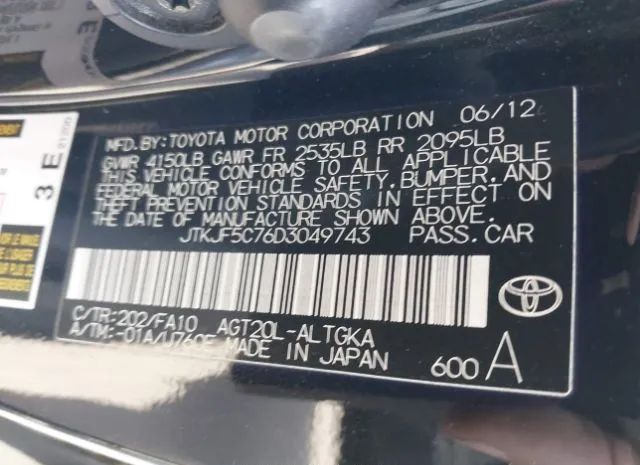 06/12
MFD.BY:TOYOTA MOTOR CORPORATION
GVWR 4150LB GAWR FR 2535LB RR 2095LB
THIS VEHICLE CONFORMS TO ALL APPLICABLE
FEDERAL MOTOR VEHICLE SAFETY, BUMPER, AND
THEFT PREVENTION STANDARDS IN EFFECT ON
THE DATE OF MANUFACTURE SHOWN ABOVE.
JTKJF5C76D3049743 PASS.CAR
C/TR:202/FA10 AGT20L-ALTGKA
A/TM:-01A/U760E MADE IN JAPAN
600 A
3 E